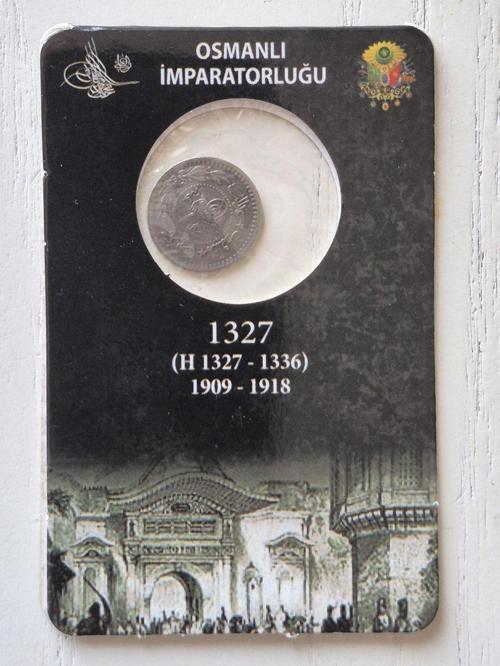 OSMANLI
İMPARATORLUĞU
1327
(H 1327 - 1336)
1909 - 1918